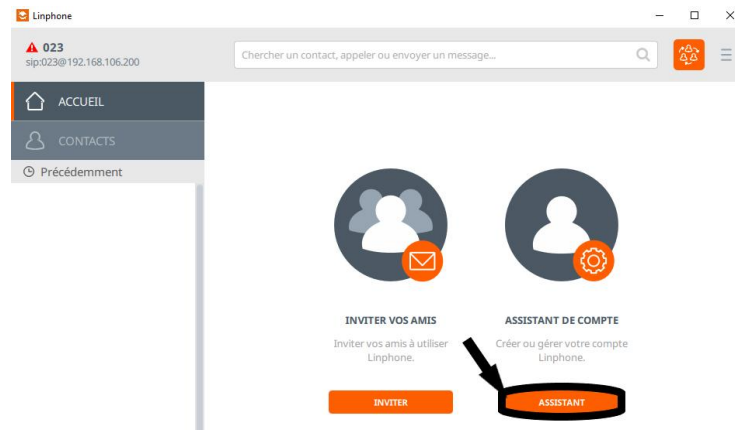 Linphone
023
sip:023@192.168.106.200
Chercher un contact, appeler ou envoyer un message...
ACCUEIL
CONTACTS
Précédemment
INVITER VOS AMIS
Inviter vos amis à utiliser
Linphone.
INVITER
ASSISTANT DE COMPTE
Créer ou gérer votre compte
Linphone.
ASSISTANT